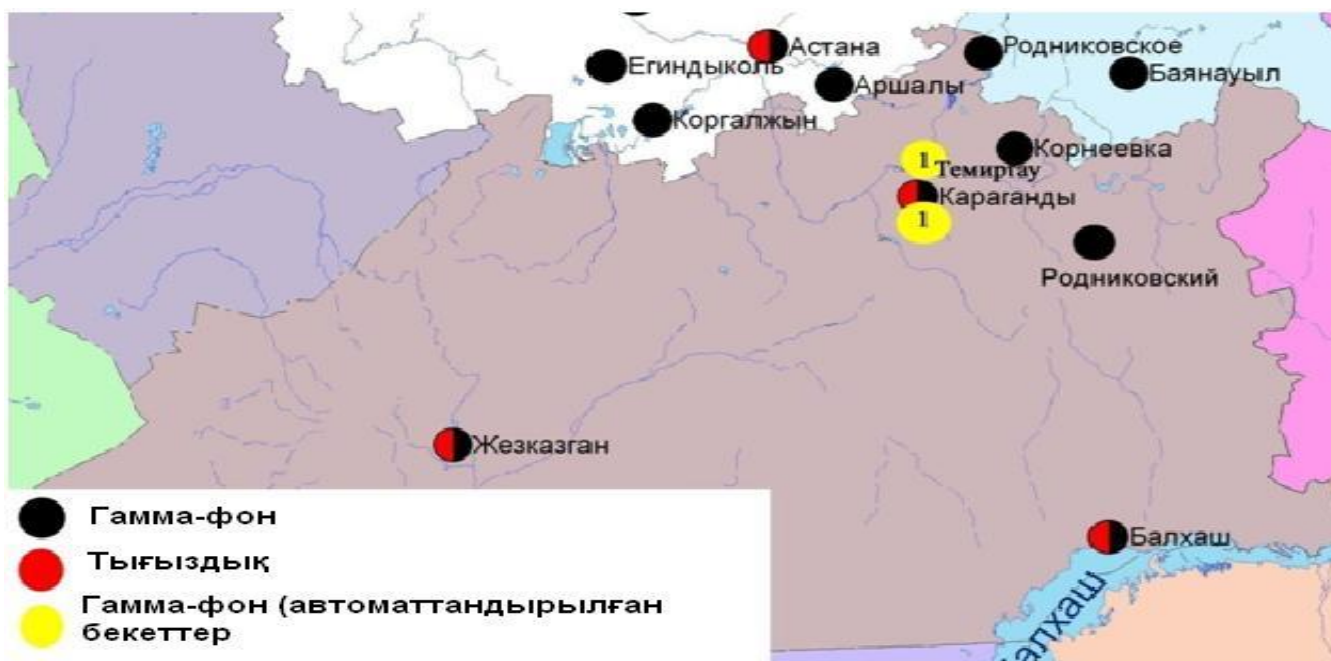 Астана
Родниковское
Егиндыколь
Баянауыл
Аршалы
Коргалжын
Корнеевка
1
Темиртау
Караганды
1
Родниковский
Жезказган
Балхаш
Балхаш
Гамма-фон
Тығыздық
Гамма-фон (автоматтандырылған
бекеттер